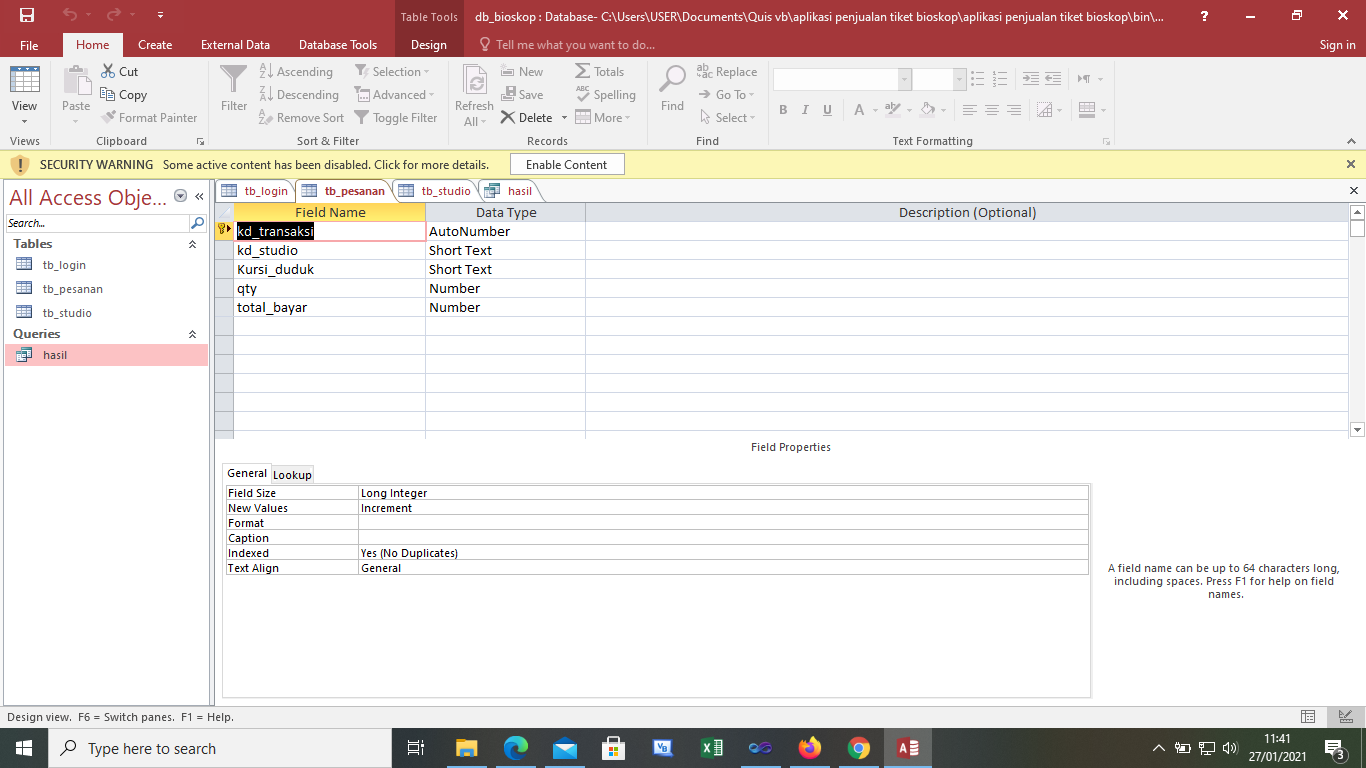 Table Tools
db_bioskop : Database- C:\Users\USER\Documents\Quis vb\aplikasi penjualan tiket bioskop\aplikasi penjualan tiket bioskop\bin\...
?
File Home Create External Data Database Tools Design Tell me what you want to do... Sign in
View
Views
Paste
Cut
Copy
Format Painter
Clipboard
Filter
Ascending
Descending
Remove Sort
Selection
Advanced
Toggle Filter
Sort & Filter
Refresh
All
New
Save
Delete
Totals
Spelling
More
Records
Find
Replace
Go To
Select
Find
B I U A
Text Formatting
SECURITY WARNING Some active content has been disabled. Click for more details. Enable Content
All Access Obje...
Search...
Tables
tb_login
tb_pesanan
tb_studio
Queries
hasil
tb_login tb_pesanan tb_studio hasil
Field Name Data Type Description (Optional)
kd_transaksi AutoNumber
kd_studio Short Text
Kursi_duduk Short Text
qty Number
total_bayar Number
Field Properties
General Lookup
Field Size Long Integer
New Values Increment
Format
Caption
Indexed Yes (No Duplicates)
Text Align General
A field name can be up to 64 characters long,
including spaces. Press F1 for help on field
names.
Design view. F6 = Switch panes. F1 = Help.
Type here to search
11:41
27/01/2021
3